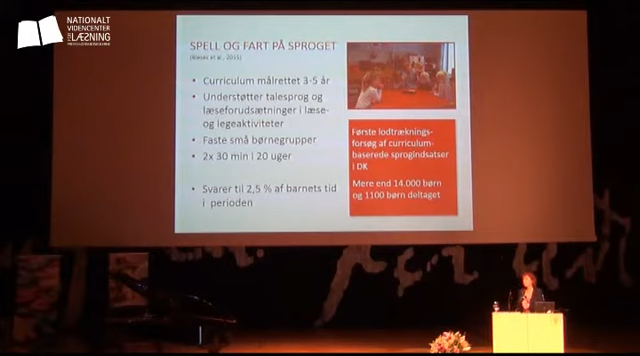 NATIONALT
VIDENCENTER
FOR LÆSNING
SPELL OG FART PÅ SPROGET
• Curriculum målrettet 3-5 år
• Understøtter talesprog og
læseforudsætninger i læse-
og legeaktiviteter
• Faste små børnegrupper
• 2x 30 min i 20 uger
• Svarer til 2,5 % af barnets tid
i perioden
Første lodtræknings-
forsøg af curriculum-
baserede sprogindsatser
i DK
Mere end 14.000 børn
og 1100 børn deltaget